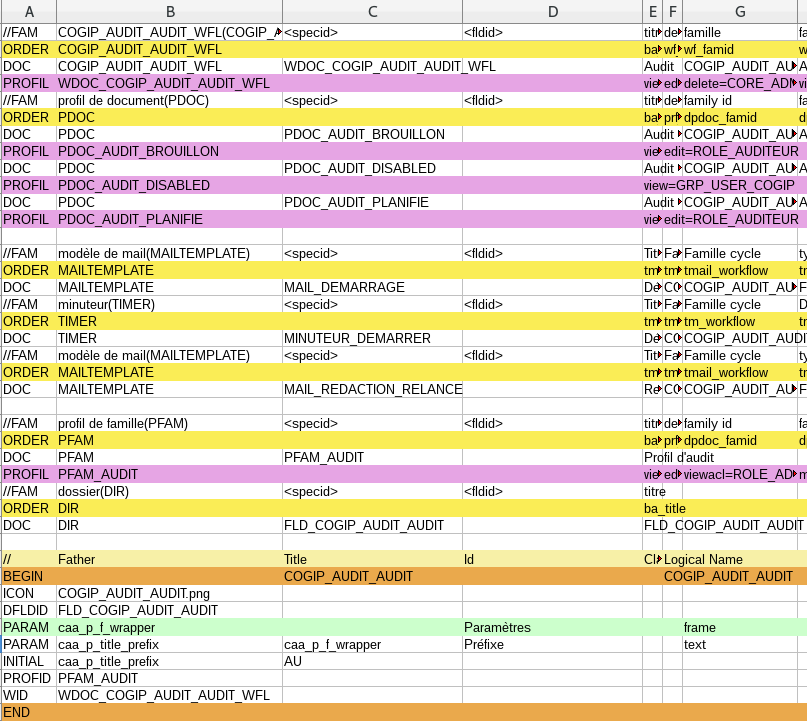 A B C D E F G
//FAM COGIP_AUDIT_AUDIT_WFL(COGIP_A <specid> <fldid> titr de famille fa
ORDER COGIP_AUDIT_AUDIT_WFL ba wf wf_famid w
DOC COGIP_AUDIT_AUDIT_WFL WDOC_COGIP_AUDIT_AUDIT_WFL Audit COGIP_AUDIT_AU A
PROFIL WDOC_COGIP_AUDIT_AUDIT_WFL vie ed delete=CORE_ADM vi
//FAM profil de document(PDOC) <specid> <fldid> titr de family id fa
ORDER PDOC ba prf dpdoc_famid d
DOC PDOC PDOC_AUDIT_BROUILLON Audit COGIP_AUDIT_AU A
PROFIL PDOC_AUDIT_BROUILLON vie edit=ROLE_AUDITEUR
DOC PDOC PDOC_AUDIT_DISABLED Audit COGIP_AUDIT_AU A
PROFIL PDOC_AUDIT_DISABLED view=GRP_USER_COGIP
DOC PDOC PDOC_AUDIT_PLANIFIE Audit COGIP_AUDIT_AU A
PROFIL PDOC_AUDIT_PLANIFIE vie edit=ROLE_AUDITEUR
//FAM modèle de mail(MAILTEMPLATE) <specid> <fldid> Tit Fa Famille cycle ty
ORDER MAILTEMPLATE tm tm tmail_workflow tn
DOC MAILTEMPLATE MAIL_DEMARRAGE De CO COGIP_AUDIT_AU F
//FAM minuteur(TIMER) <specid> <fldid> Tit Fa Famille cycle D
ORDER TIMER tm tm tm_workflow tn
DOC TIMER MINUTEUR_DEMARRER De CO COGIP_AUDIT_AUDI
//FAM modèle de mail(MAILTEMPLATE) <specid> <fldid> Tit Fa Famille cycle ty
ORDER MAILTEMPLATE tm tm tmail_workflow tn
DOC MAILTEMPLATE MAIL_REDACTION_RELANCE Re CO COGIP_AUDIT_AU F
//FAM profil de famille(PFAM) <specid> <fldid> titr de family id fa
ORDER PFAM ba prf dpdoc_famid d
DOC PFAM PFAM_AUDIT Profil d'audit
PROFIL PFAM_AUDIT vie ed viewacl=ROLE_AD m
//FAM dossier(DIR) <specid> <fldid> titre
ORDER DIR ba_title
DOC DIR FLD_COGIP_AUDIT_AUDIT FLD_COGIP_AUDIT_AUDIT
// Father Title Id Cl Logical Name
BEGIN COGIP_AUDIT_AUDIT COGIP_AUDIT_AUDIT
ICON COGIP_AUDIT_AUDIT.png
DFLDID FLD_COGIP_AUDIT_AUDIT
PARAM caa_p_f_wrapper Paramètres frame
PARAM caa_p_title_prefix caa_p_f_wrapper Préfixe text
INITIAL caa_p_title_prefix AU
PROFID PFAM_AUDIT
WID WDOC_COGIP_AUDIT_AUDIT_WFL
END